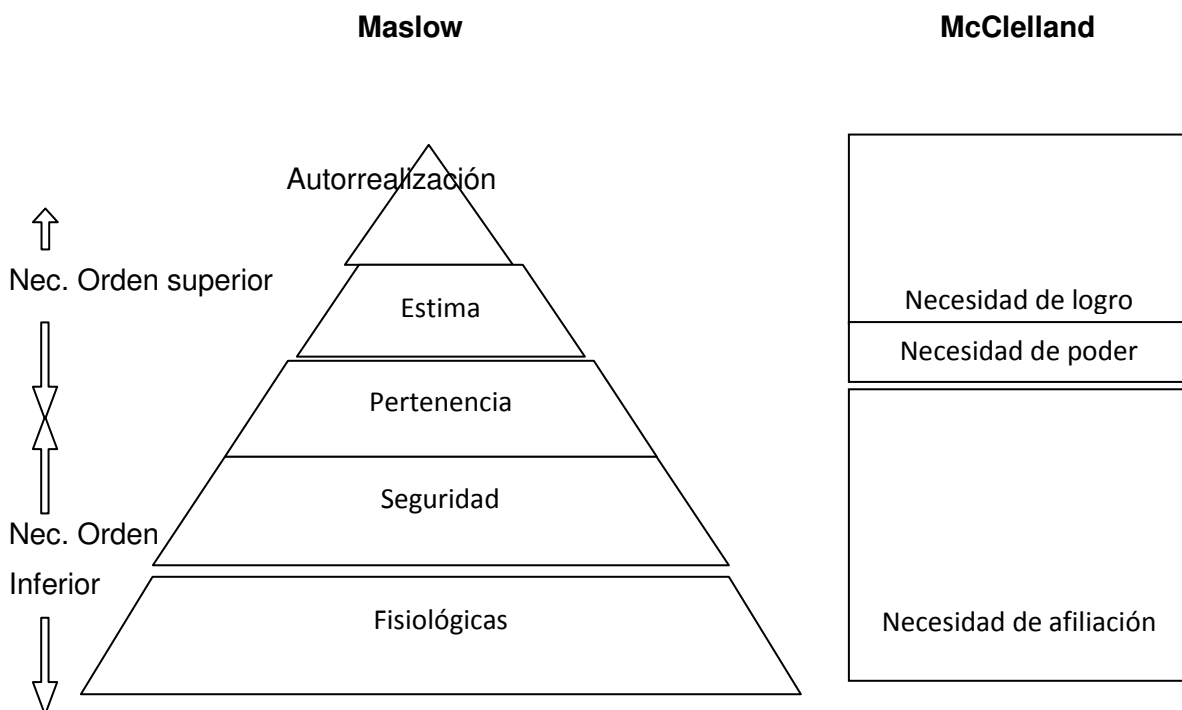 Maslow
McClelland
Autorrealización
Nec. Orden superior
Estima
Necesidad de logro
Necesidad de poder
Pertenencia
Seguridad
Nec. Orden
Inferior
Fisiológicas
Necesidad de afiliación